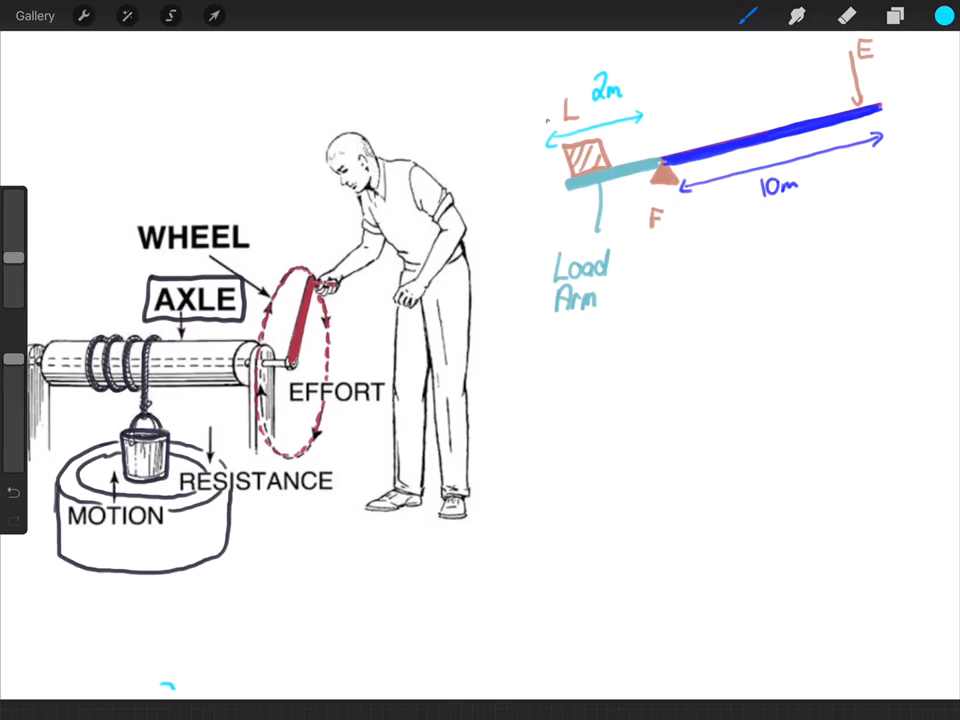 Gallery
WHEEL
AXLE
EFFORT
RESISTANCE
MOTION
L
2m
E
10m
F
Load
Arm